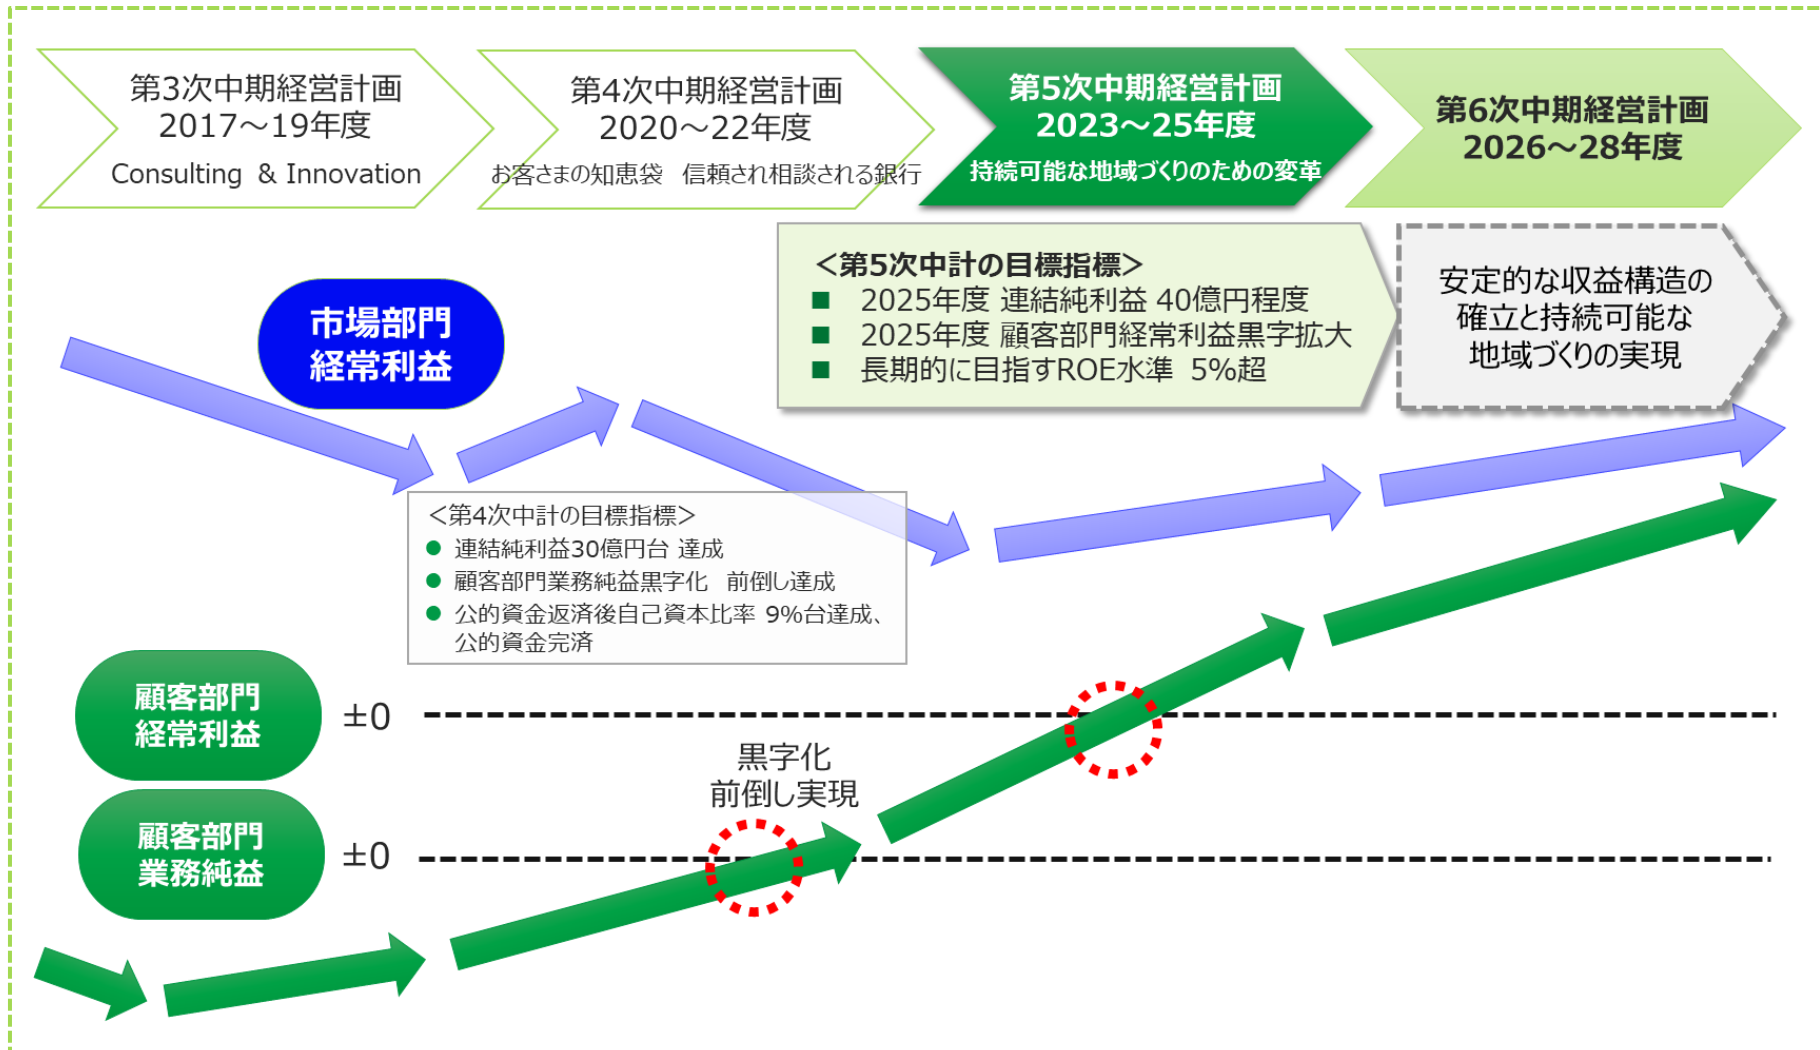 第3次中期経営計画
2017～19年度
Consulting & Innovation
第4次中期経営計画
2020～22年度
お客さまの知恵袋 信頼され相談される銀行
第5次中期経営計画
2023～25年度
持続可能な地域づくりのための変革
第6次中期経営計画
2026～28年度
＜第5次中計の目標指標＞
■ 2025年度 連結純利益 40億円程度
■ 2025年度 顧客部門経常利益黒字拡大
■ 長期的に目指すROE水準 5%超
安定的な収益構造の
確立と持続可能な
地域づくりの実現
市場部門
経常利益
＜第4次中計の目標指標＞
● 連結純利益30億円台 達成
● 顧客部門業務純益黒字化 前倒し達成
● 公的資金返済後自己資本比率 9%台達成、
公的資金完済
顧客部門
経常利益
±0
黒字化
前倒し実現
顧客部門
業務純益
±0